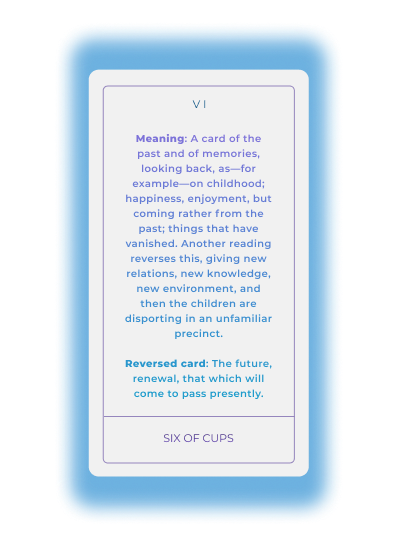 VI
Meaning: A card of the
past and of memories,
looking back, as—for
example—on childhood;
happiness, enjoyment, but
coming rather from the
past; things that have
vanished. Another reading
reverses this, giving new
relations, new knowledge,
new environment, and
then the children are
disporting in an unfamiliar
precinct.
Reversed card: The future,
renewal, that which will
come to pass presently.
SIX OF CUPS